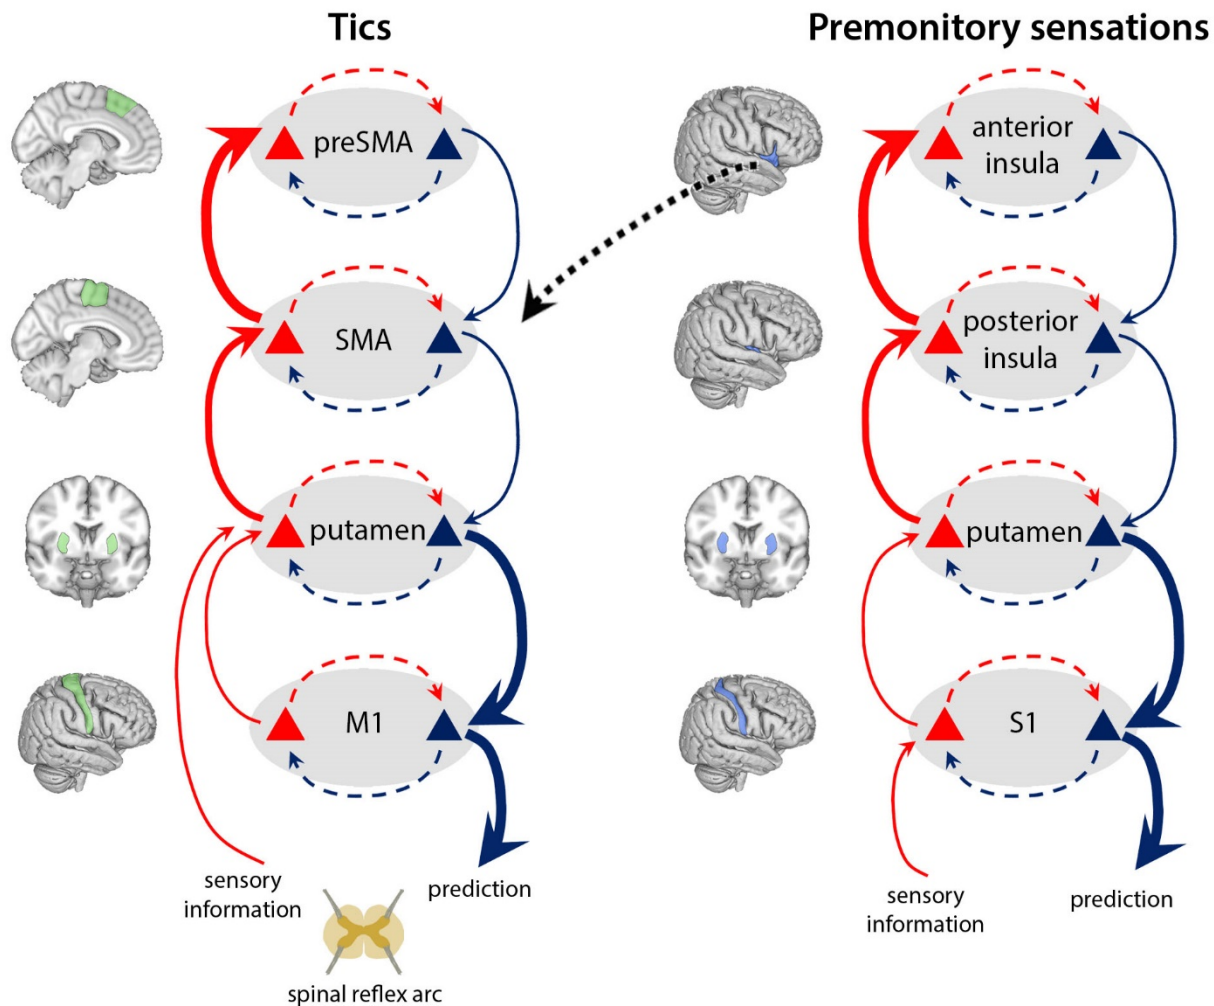 Tics
preSMA
SMA
putamen
M1
sensory
information
prediction
spinal reflex arc
Premonitory sensations
anterior
insula
posterior
insula
putamen
S1
sensory
information
prediction